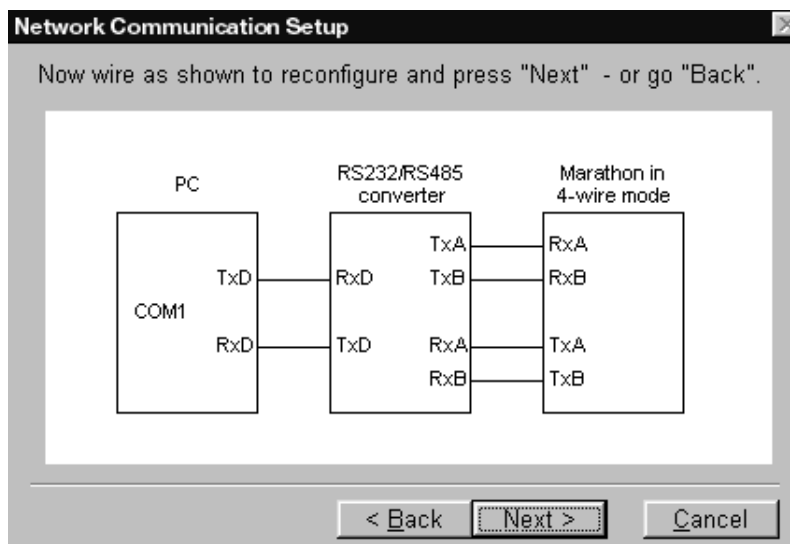 Network Communication Setup
Now wire as shown to reconfigure and press "Next" - or go "Back".
PC
RS232/RS485
converter
Marathon in
4-wire mode
TxA RxA
TxD RxD TxB RxB
COM1
RxD TxD RxA TxA
RxB TxB
< Back Next > Cancel